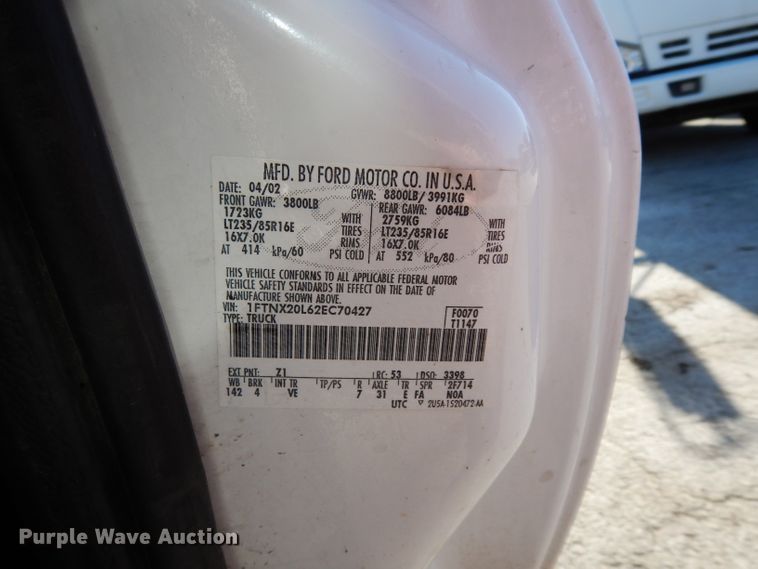 MFD. BY FORD MOTOR CO. IN U.S.A.
DATE: 04/02 GVWR: 8800LB/ 3991KG
FRONT GAWR: 3800LB REAR GAWR: 6084LB
1723KG WITH 2759KG WITH
LT235/85R16E TIRES LT235/85R16E TIRES
16X7.0K RIMS 16X7.0K RIMS
AT 414 kPa/60 PSI COLD AT 552 kPa/80 PSI COLD
THIS VEHICLE CONFORMS TO ALL APPLICABLE FEDERAL MOTOR
VEHICLE SAFETY STANDARDS IN EFFECT ON THE DATE OF
MANUFACTURE SHOWN ABOVE.
VIN: 1FTNX20L62EC70427 F0070
TYPE: TRUCK T1147
EXT PNT: Z1 RC: 53 DSO: 3398
WB BRK INT TR TP/PS R AXLE TR SPR 2F714
142 4 VE 7 31 E FA NOA
UTC ▽ 2U5A-1520472-AA
Purple Wave Auction®